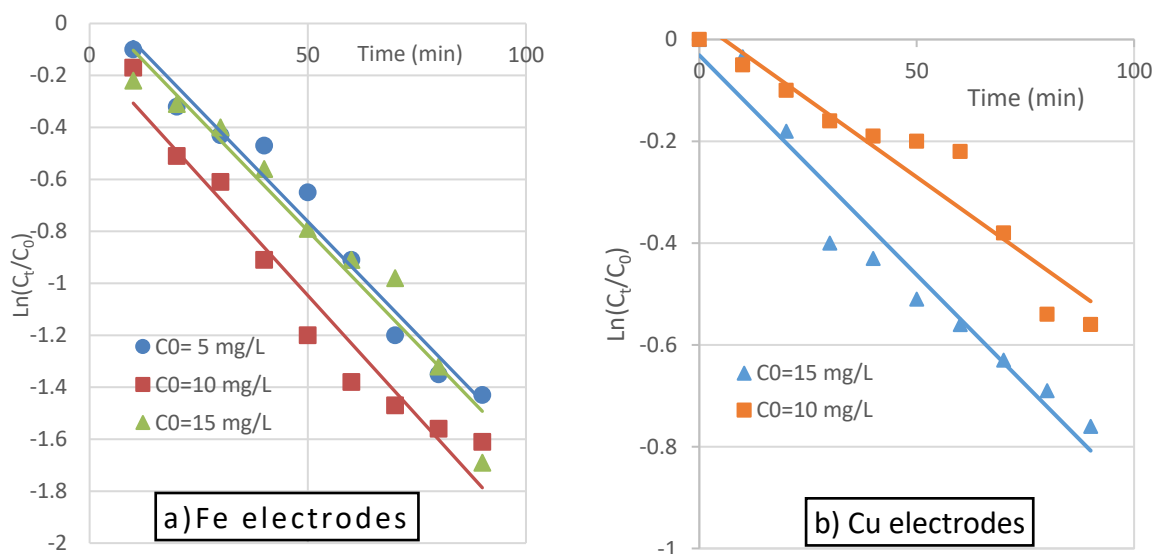 0
0
50
100
Time (min)
-0.2
-0.4
-0.6
-0.8
-1
-1.2
-1.4
-1.6
-1.8
-2
Ln(Ct/C0)
C0= 5 mg/L
C0=10 mg/L
C0=15 mg/L
a)Fe electrodes
0
0
50
100
Time (min)
-0.2
-0.4
-0.6
-0.8
-1
Ln(Ct/C0)
C0=15 mg/L
C0=10 mg/L
b) Cu electrodes